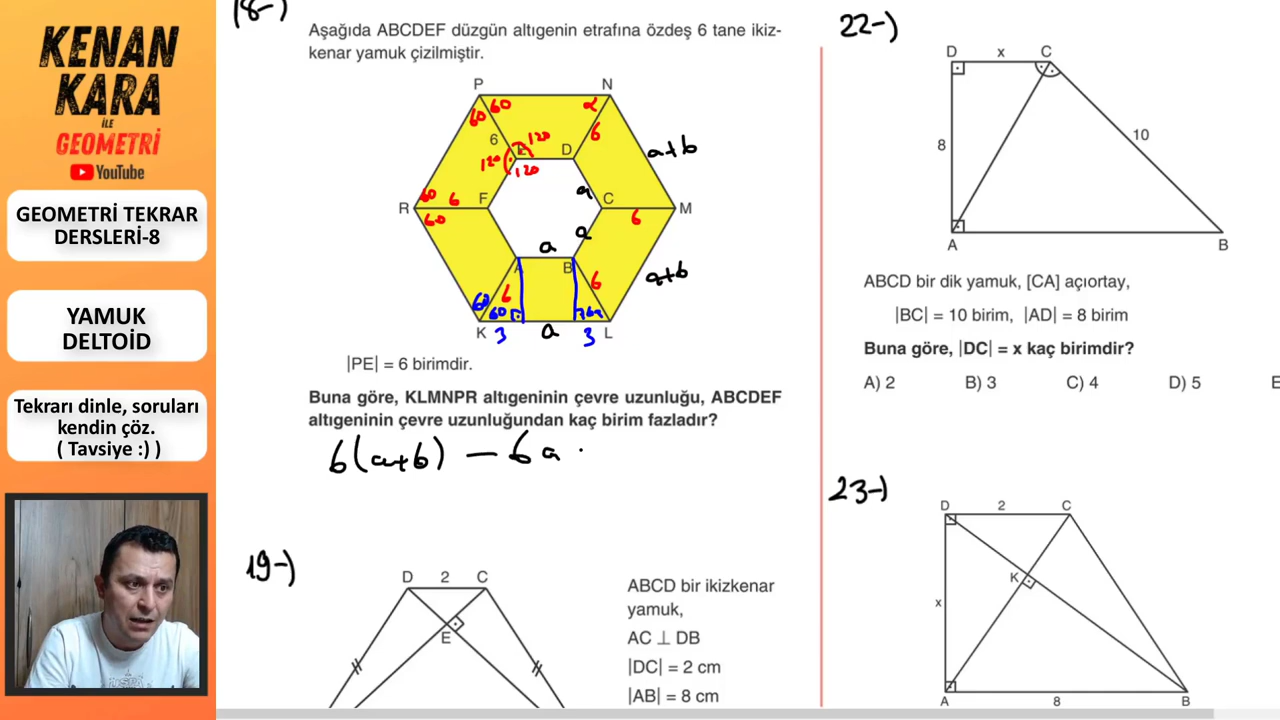 KENAN
KARA
İLE
GEOMETRİ
YouTube
GEOMETRİ TEKRAR
DERSLERİ-8
YAMUK
DELTOİD
Tekrarı dinle, soruları
kendin çöz.
( Tavsiye :) )
18-)
Aşağıda ABCDEF düzgün altıgenin etrafına özdeş 6 tane ikiz-
kenar yamuk çizilmiştir.
P N
60 60 2
60 6 6 a+b
E 120 D
120 120
60 6 F a C M
R 60 6
a a
A B a+b
60 6 6
60 60
K 3 a 3 L
|PE| = 6 birimdir.
Buna göre, KLMNPR altıgeninin çevre uzunluğu, ABCDEF
altıgeninin çevre uzunluğundan kaç birim fazladır?
6(a+6) – 6a
19-)
D 2 C
E
ABCD bir ikizkenar
yamuk,
AC ⊥ DB
|DC| = 2 cm
|AB| = 8 cm
22-)
D x C
8 10
A B
ABCD bir dik yamuk, [CA] açıortay,
|BC| = 10 birim, |AD| = 8 birim
Buna göre, |DC| = x kaç birimdir?
A) 2 B) 3 C) 4 D) 5 E
23-)
D 2 C
K
x
A 8 B